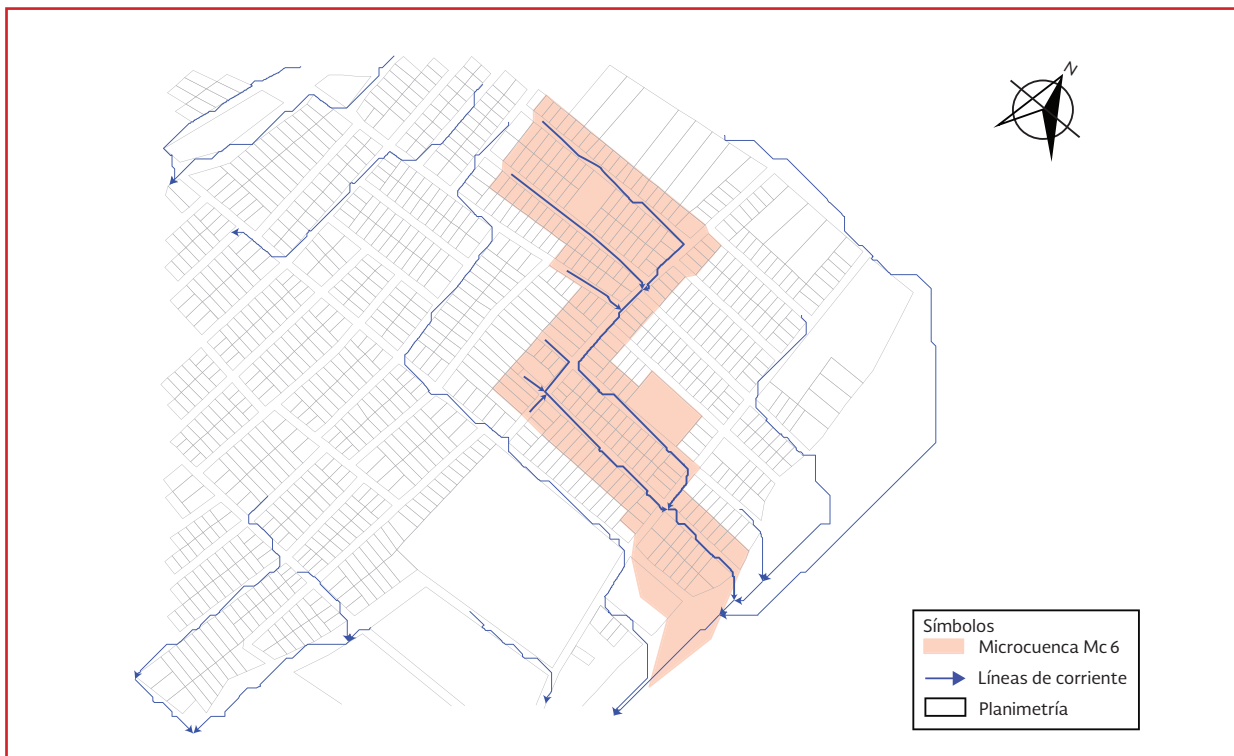 N
Símbolos
Microcuenca Mc 6
Líneas de corriente
Planimetría